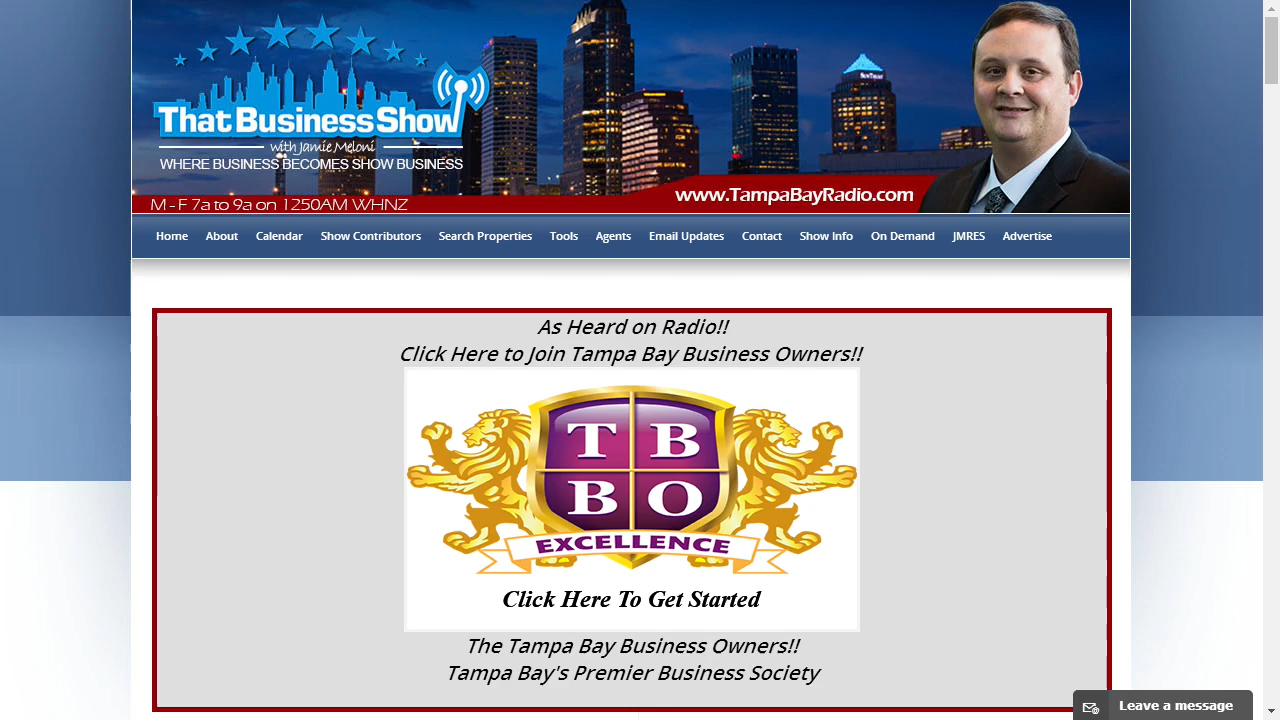 That Business Show
with Jamie Meloni
WHERE BUSINESS BECOMES SHOW BUSINESS
SUNTRUST
www.TampaBayRadio.com
M - F 7a to 9a on 1250AM WHNZ
Home About Calendar Show Contributors Search Properties Tools Agents Email Updates Contact Show Info On Demand JMRES Advertise
As Heard on Radio!!
Click Here to Join Tampa Bay Business Owners!!
T B
B O
EXCELLENCE
Click Here To Get Started
The Tampa Bay Business Owners!!
Tampa Bay's Premier Business Society
Leave a message